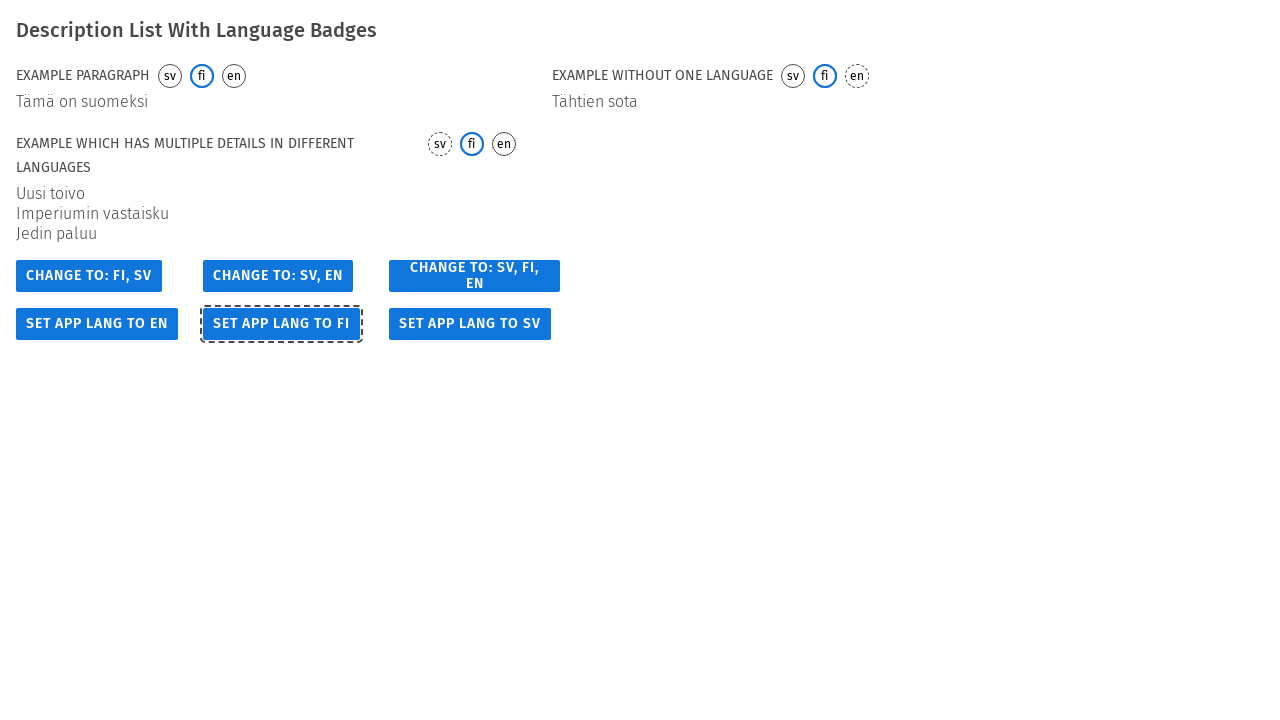 Description List With Language Badges
EXAMPLE PARAGRAPH sv fi en
Tämä on suomeksi
EXAMPLE WITHOUT ONE LANGUAGE sv fi en
Tähtien sota
EXAMPLE WHICH HAS MULTIPLE DETAILS IN DIFFERENT
LANGUAGES
sv fi en
Uusi toivo
Imperiumin vastaisku
Jedin paluu
CHANGE TO: FI, SV
CHANGE TO: SV, EN
CHANGE TO: SV, FI,
EN
SET APP LANG TO EN
SET APP LANG TO FI
SET APP LANG TO SV